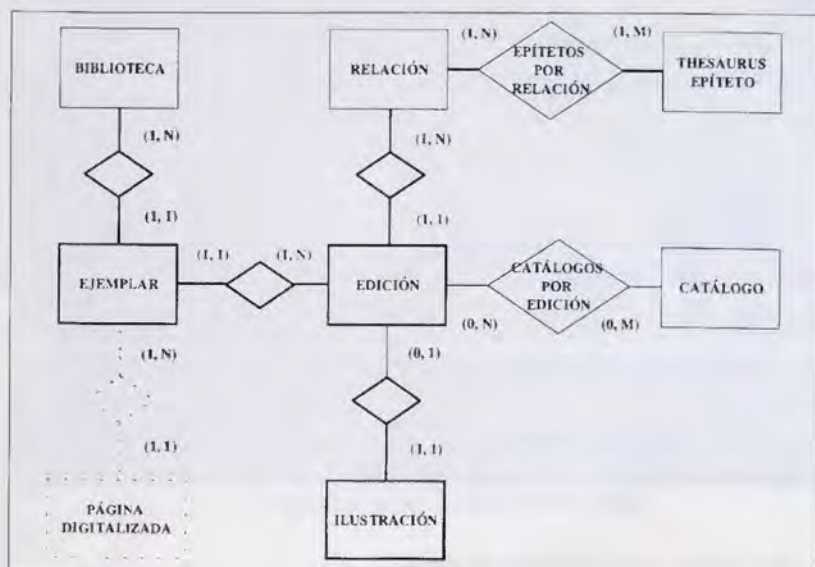 (1, N)
(1, M)
BIBLIOTECA
RELACIÓN
EPÍTETOS
POR
RELACIÓN
THESAURUS
EPÍTETO
(1, N)
(1, N)
(1, 1)
(1, 1)
EJEMPLAR
(1, 1)
(1, N)
EDICIÓN
CATÁLOGOS
POR
EDICIÓN
CATÁLOGO
(0, N)
(0, M)
(1, N)
(0, 1)
(1, 1)
(1, 1)
PÁGINA
DIGITALIZADA
ILUSTRACIÓN